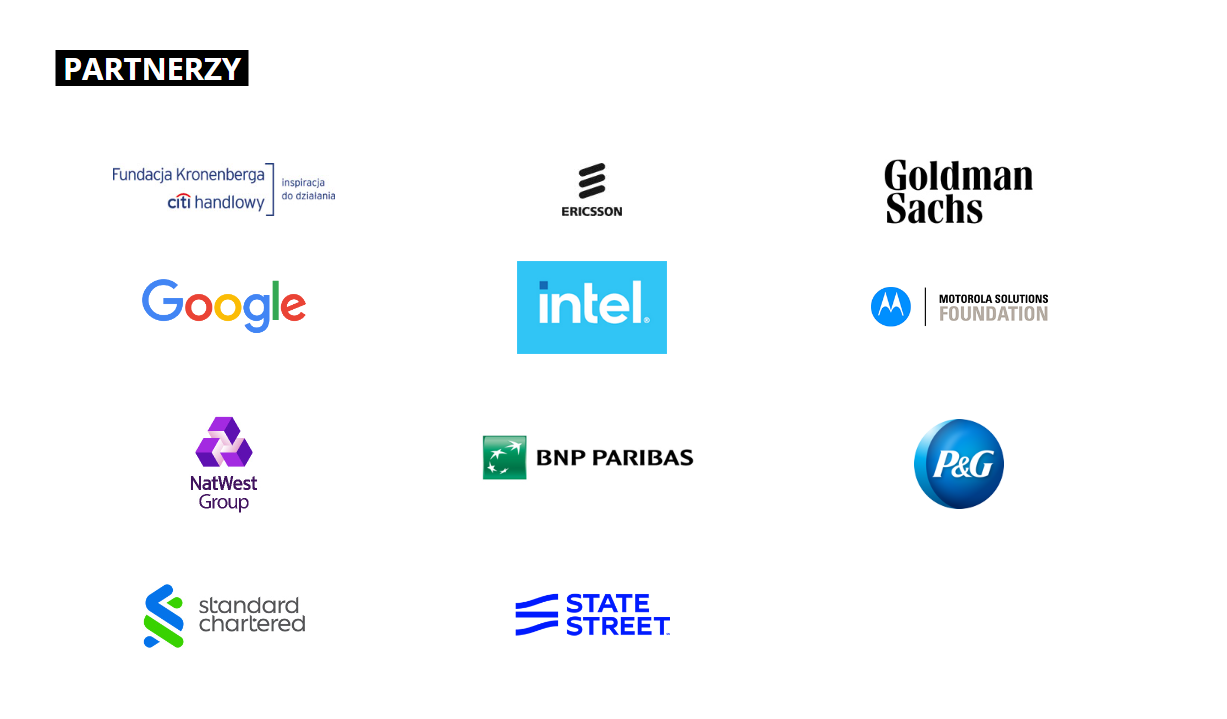 PARTNERZY
Fundacja Kronenberga
citi handlowy
inspiracja
do działania
ERICSSON
Goldman
Sachs
Google
intel.
MOTOROLA SOLUTIONS
FOUNDATION
NatWest
Group
BNP PARIBAS
P&G
standard
chartered
STATE
STREET™